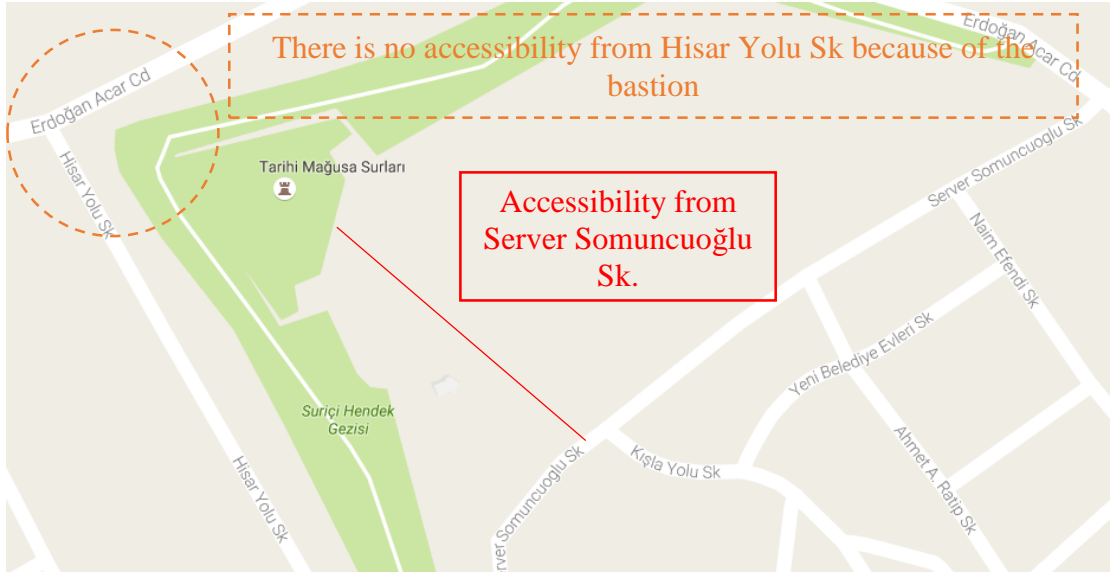 There is no accessibility from Hisar Yolu Sk because of the
bastion
Erdoğan Acar Cd
Erdoğan Acar Cd
Hisar Yolu Sk
Tarihi Mağusa Surları
Accessibility from
Server Somuncuoğlu
Sk.
Server Somuncuoglu Sk
Naim Efendi Sk
Yeni Belediye Evleri Sk
Suriçi Hendek
Gezisi
Hisar Yolu Sk
rver Somuncuoglu Sk
Kışla Yolu Sk
Ahmet A. Ratip Sk